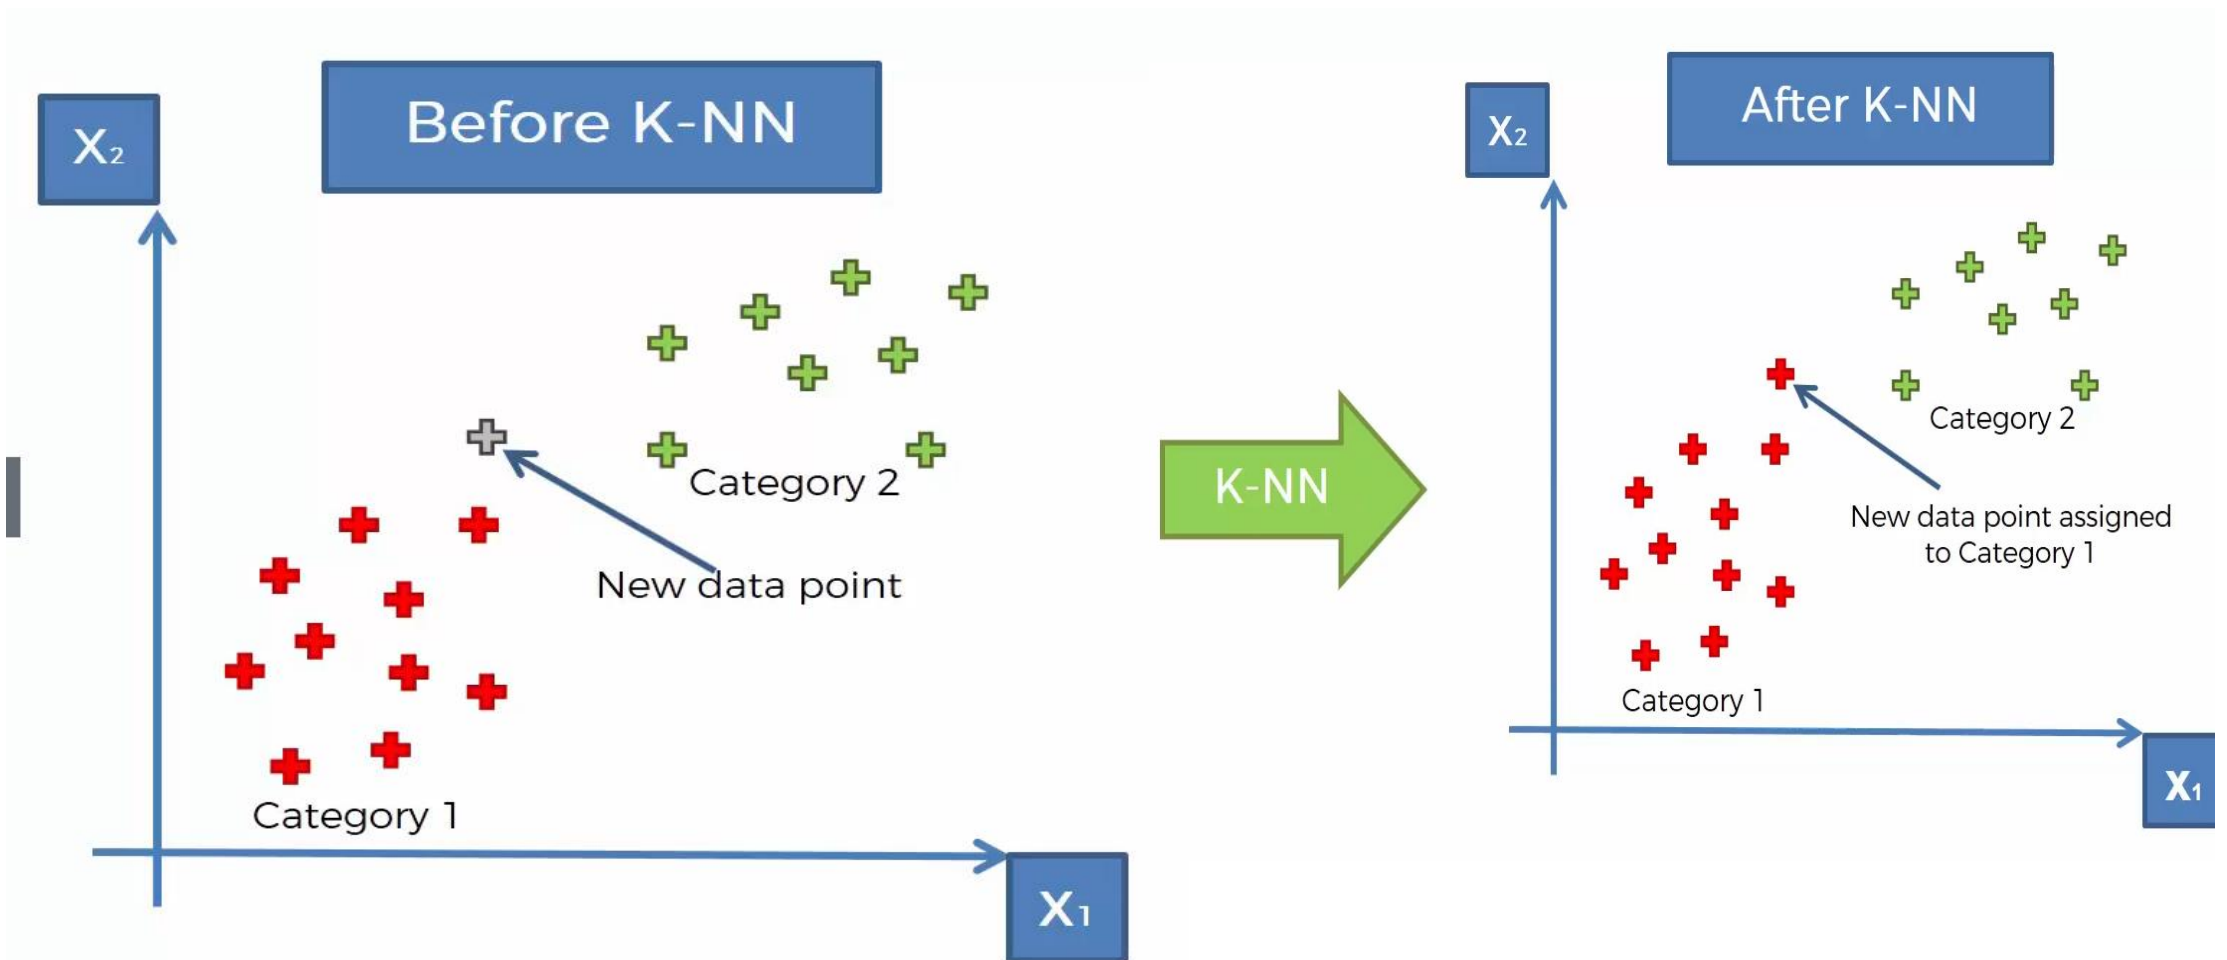 Before K-NN
X₂
Category 2
New data point
Category 1
X₁
K-NN
After K-NN
X₂
Category 2
New data point assigned
to Category 1
Category 1
X₁